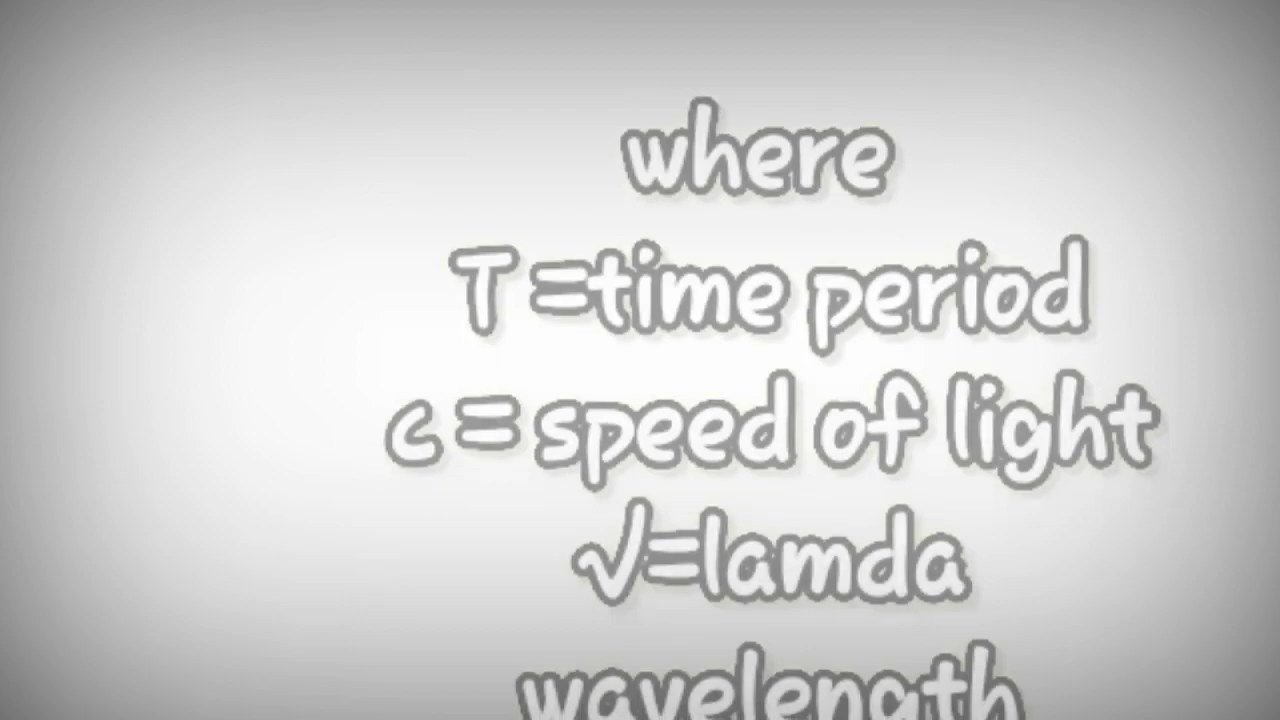 where
T =time period
c = speed of light
√=lamda
wavelength